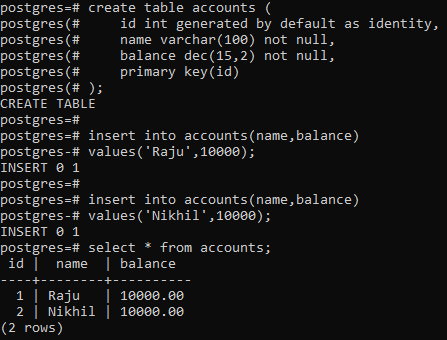 postgres=# create table accounts (
postgres(#     id int generated by default as identity,
postgres(#     name varchar(100) not null,
postgres(#     balance dec(15,2) not null,
postgres(#     primary key(id)
postgres(# );
CREATE TABLE
postgres=#
postgres=# insert into accounts(name,balance)
postgres-# values('Raju',10000);
INSERT 0 1
postgres=#
postgres=# insert into accounts(name,balance)
postgres-# values('Nikhil',10000);
INSERT 0 1
postgres=# select * from accounts;
 id |  name  | balance
----+--------+----------
  1 | Raju   | 10000.00
  2 | Nikhil | 10000.00
(2 rows)